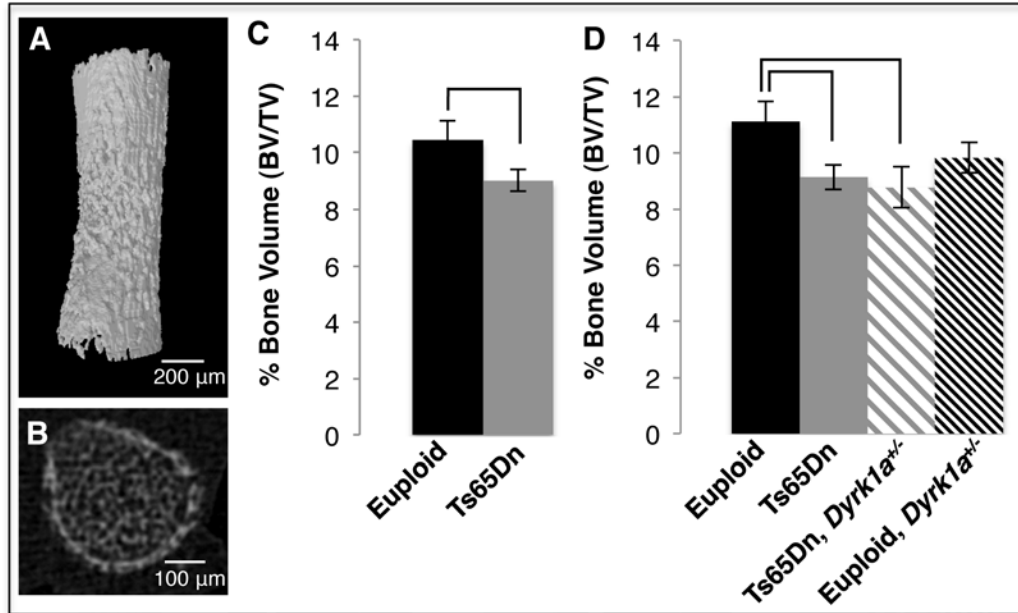 A
200 µm
B
100 µm
C
% Bone Volume (BV/TV)
14
12
10
8
6
4
2
0
Euploid
Ts65Dn
D
% Bone Volume (BV/TV)
14
12
10
8
6
4
2
0
Euploid
Ts65Dn
Ts65Dn, Dyrk1a+/-
Euploid, Dyrk1a+/-